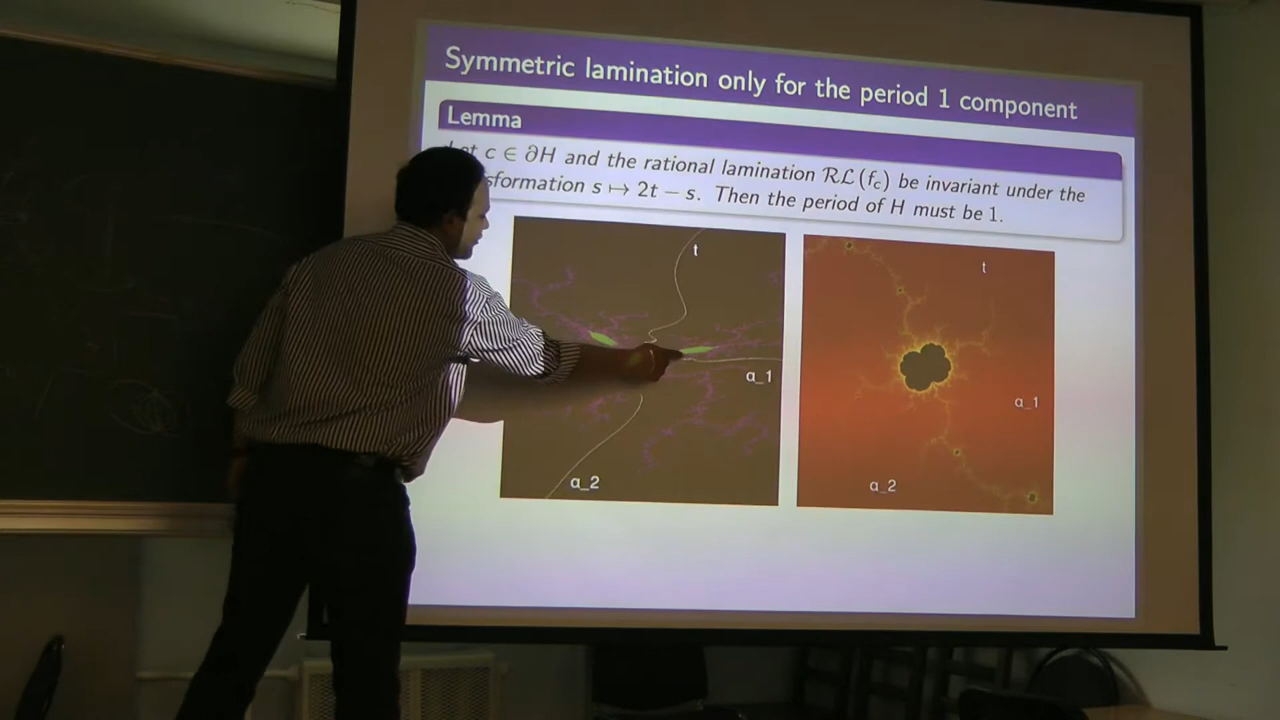 Symmetric lamination only for the period 1 component
Lemma
c ∈ ∂H and the rational lamination RL(f_c) be invariant under the
sformation s ↦ 2t − s. Then the period of H must be 1.
t
t
a_1
a_1
a_2
a_2